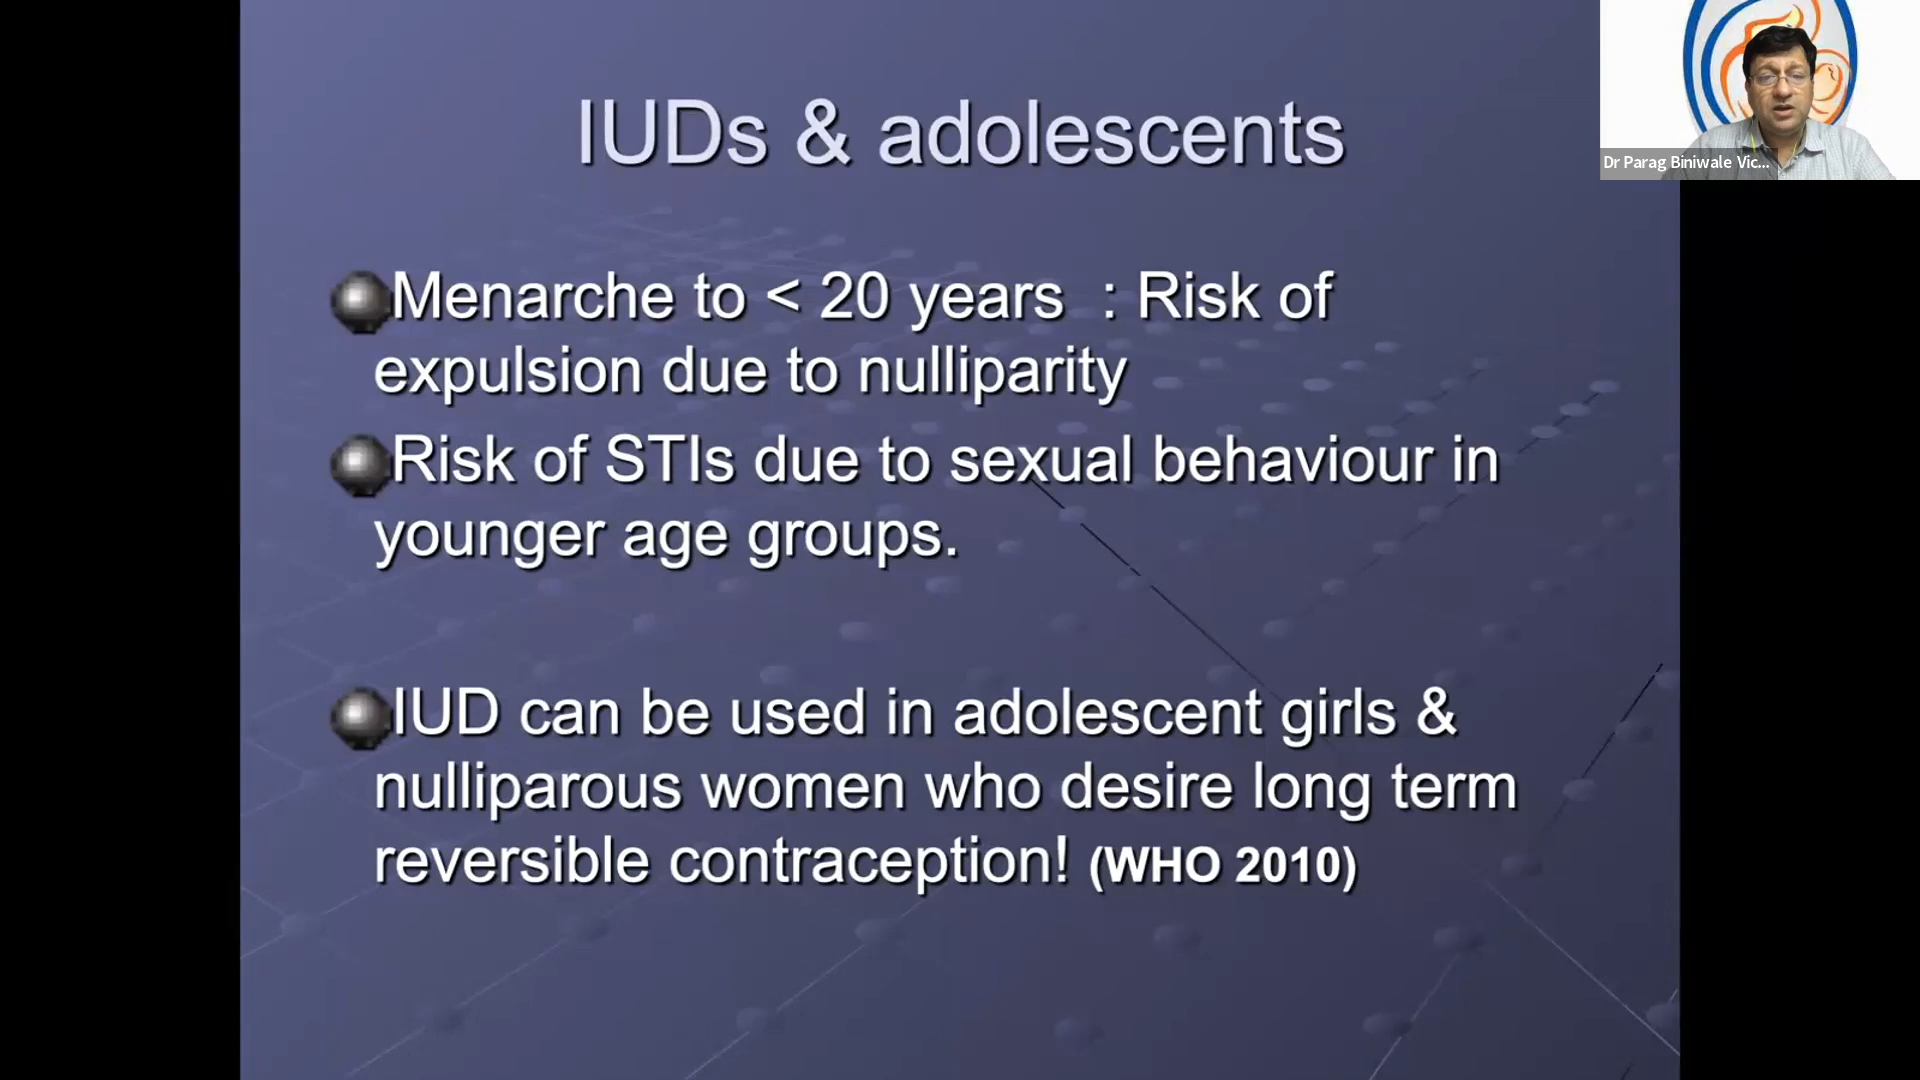 IUDs & adolescents
Menarche to < 20 years : Risk of
expulsion due to nulliparity
Risk of STIs due to sexual behaviour in
younger age groups.
IUD can be used in adolescent girls &
nulliparous women who desire long term
reversible contraception! (WHO 2010)
Dr Parag Biniwale Vic...